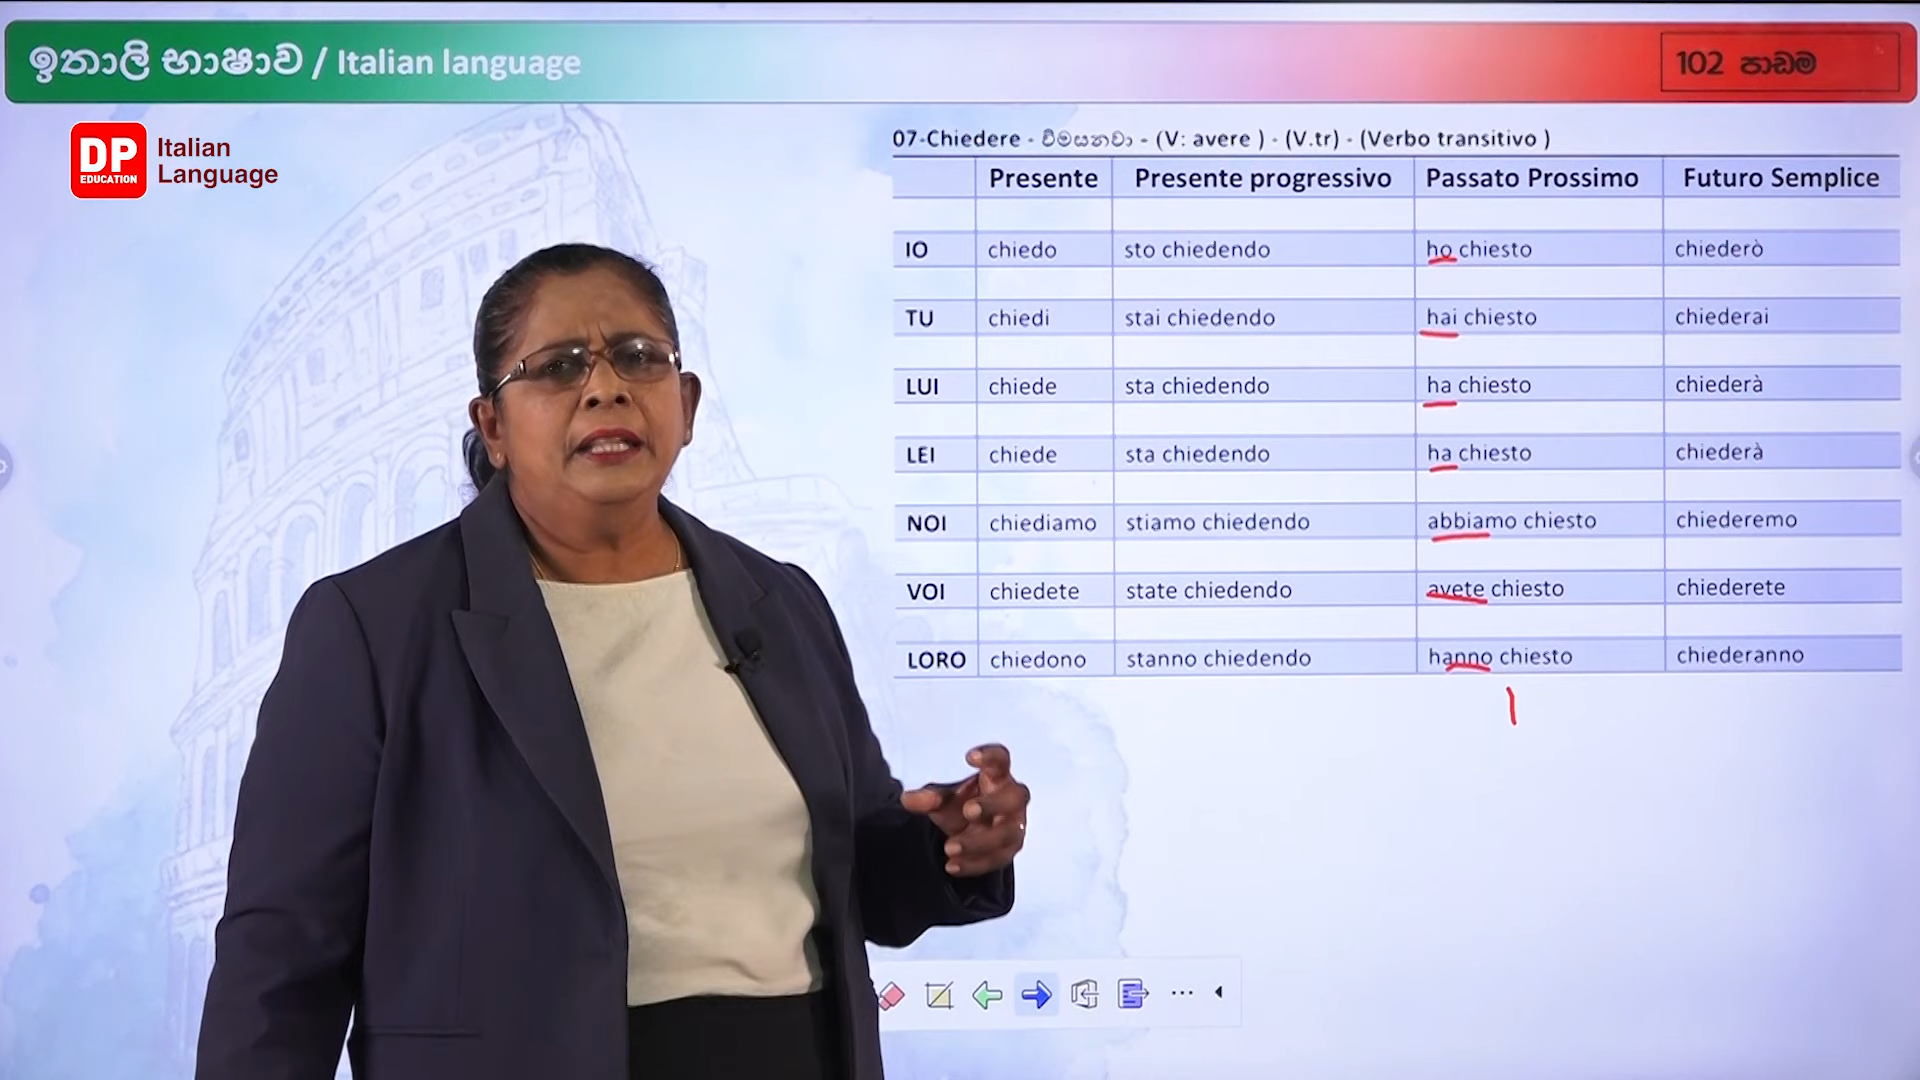 ඉතාලි භාෂාව / Italian language
102 පාඩම
DP
EDUCATION
Italian
Language
07-Chiedere - විමසනවා - (V: avere ) - (V.tr) - (Verbo transitivo )
Presente Presente progressivo Passato Prossimo Futuro Semplice
IO chiedo sto chiedendo ho chiesto chiederò
TU chiedi stai chiedendo hai chiesto chiederai
LUI chiede sta chiedendo ha chiesto chiederà
LEI chiede sta chiedendo ha chiesto chiederà
NOI chiediamo stiamo chiedendo abbiamo chiesto chiederemo
VOI chiedete state chiedendo avete chiesto chiederete
LORO chiedono stanno chiedendo hanno chiesto chiederanno